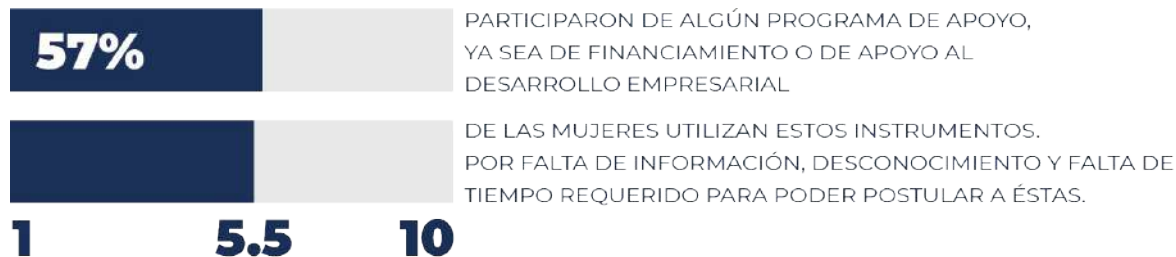 57%
PARTICIPARON DE ALGÚN PROGRAMA DE APOYO,
YA SEA DE FINANCIAMIENTO O DE APOYO AL
DESARROLLO EMPRESARIAL
DE LAS MUJERES UTILIZAN ESTOS INSTRUMENTOS.
POR FALTA DE INFORMACIÓN, DESCONOCIMIENTO Y FALTA DE
TIEMPO REQUERIDO PARA PODER POSTULAR A ÉSTAS.
1 5.5 10